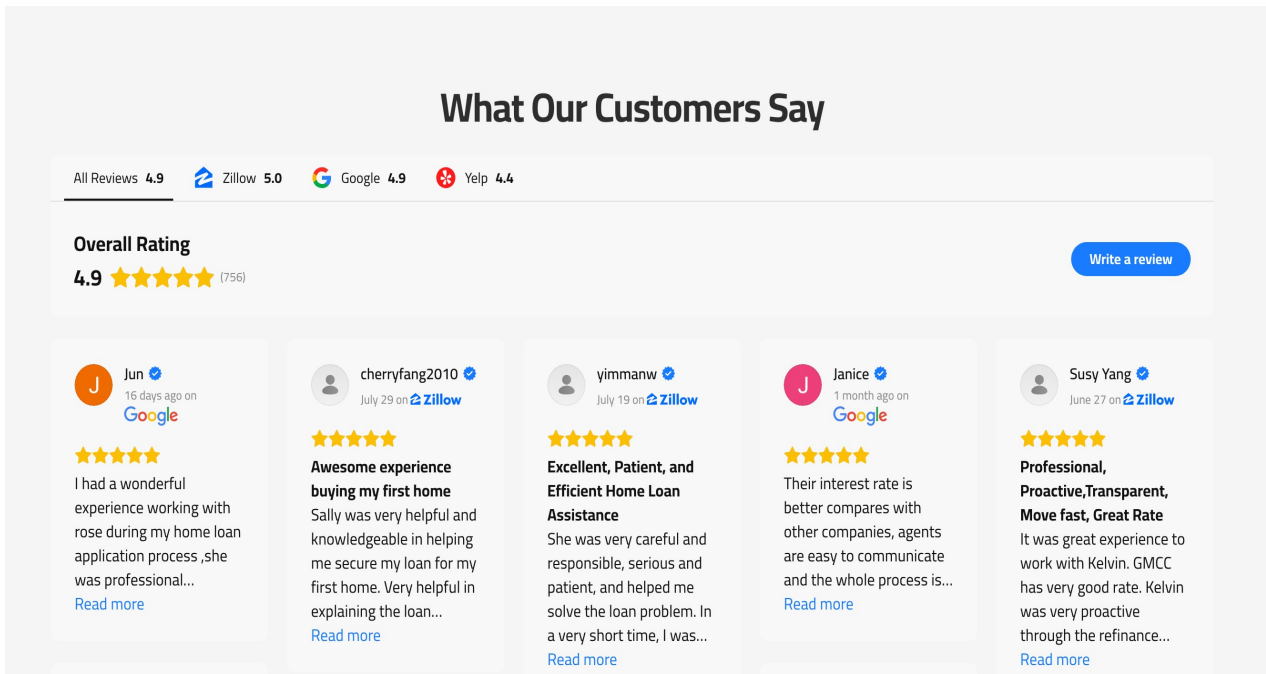 What Our Customers Say
All Reviews 4.9 Zillow 5.0 Google 4.9 Yelp 4.4
Overall Rating
4.9 (756)
Write a review
J
Jun
16 days ago on
Google
I had a wonderful
experience working with
rose during my home loan
application process ,she
was professional...
Read more
cherryfang2010
July 29 on Zillow
Awesome experience
buying my first home
Sally was very helpful and
knowledgeable in helping
me secure my loan for my
first home. Very helpful in
explaining the loan...
Read more
yimmanw
July 19 on Zillow
Excellent, Patient, and
Efficient Home Loan
Assistance
She was very careful and
responsible, serious and
patient, and helped me
solve the loan problem. In
a very short time, I was...
Read more
J
Janice
1 month ago on
Google
Their interest rate is
better compares with
other companies, agents
are easy to communicate
and the whole process is...
Read more
Susy Yang
June 27 on Zillow
Professional,
Proactive,Transparent,
Move fast, Great Rate
It was great experience to
work with Kelvin. GMCC
has very good rate. Kelvin
was very proactive
through the refinance...
Read more